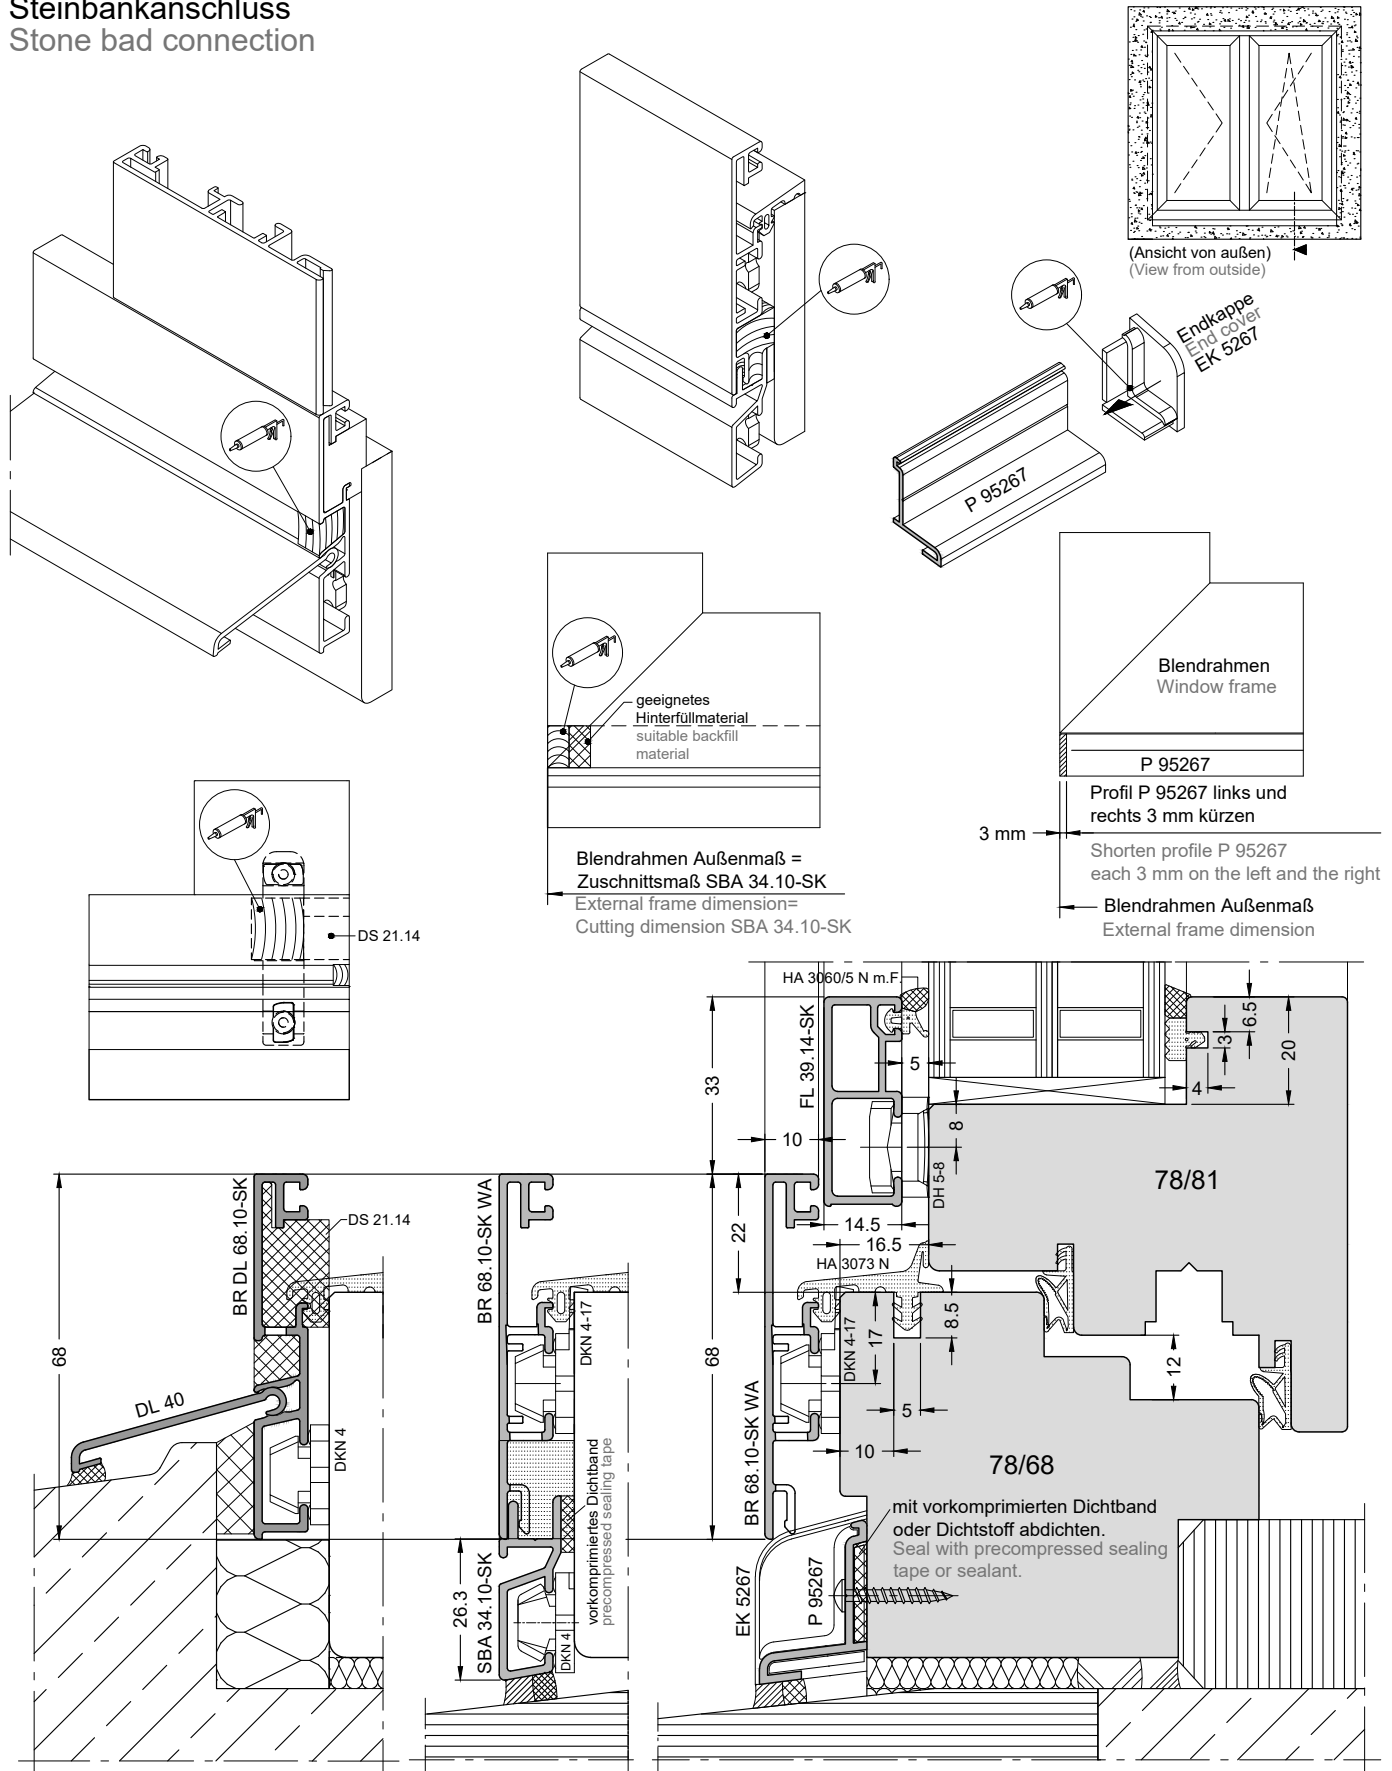 Steinbankanschluss
Stone bad connection
(Ansicht von außen)
(View from outside)
Endkappe
End cover
EK 5267
P 95267
geeignetes
Hinterfüllmaterial
suitable backfill
material
Blendrahmen
Window frame
P 95267
Profil P 95267 links und
rechts 3 mm kürzen
3 mm
Shorten profile P 95267
each 3 mm on the left and the right
Blendrahmen Außenmaß
External frame dimension
Blendrahmen Außenmaß =
Zuschnittsmaß SBA 34.10-SK
External frame dimension=
Cutting dimension SBA 34.10-SK
DS 21.14
HA 3060/5 N m.F.
FL 39.14-SK
33
5
6.5
3
20
4
10
8
DH 5-8
78/81
68
BR DL 68.10-SK
DS 21.14
BR 68.10-SK WA
22
14.5
16.5
HA 3073 N
8.5
17
DKN 4-17
DKN 4-17
68
12
5
10
DL 40
DKN 4
BR 68.10-SK WA
78/68
vorkomprimiertes Dichtband
precompressed sealing tape
mit vorkomprimierten Dichtband
oder Dichtstoff abdichten.
Seal with precompressed sealing
tape or sealant.
26.3
SBA 34.10-SK
DKN 4
EK 5267
P 95267